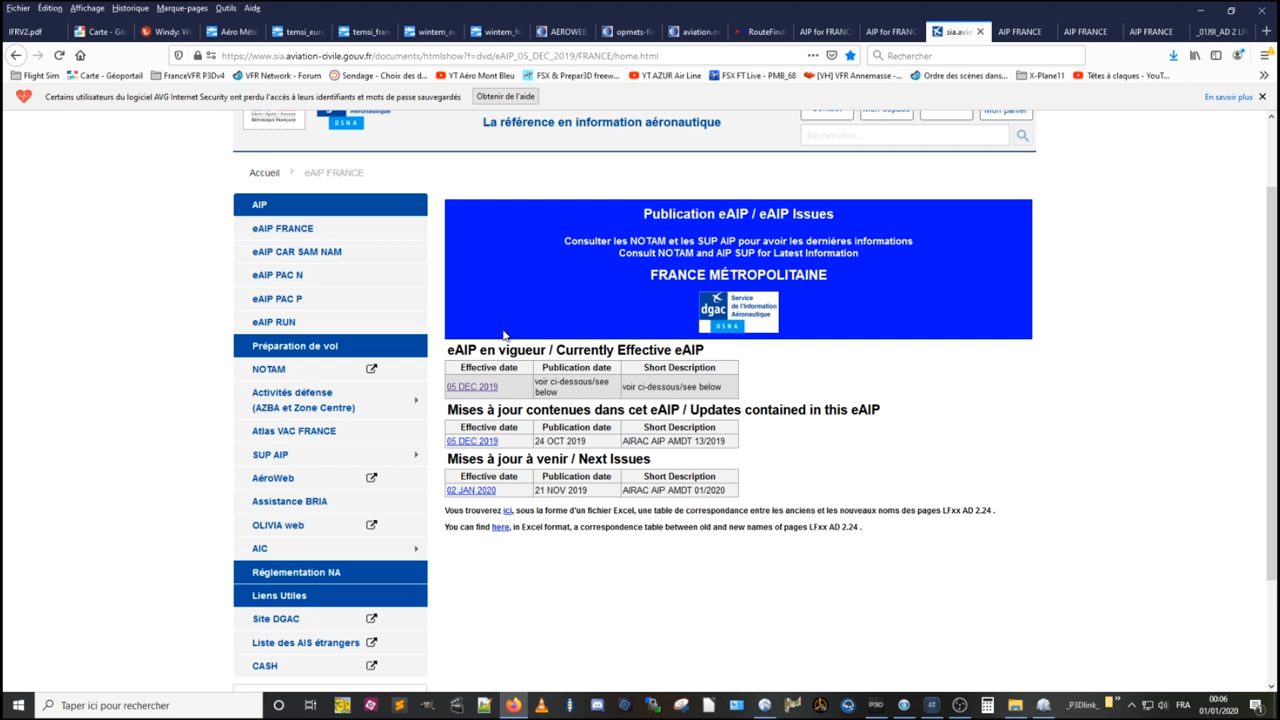 Fichier Édition Affichage Historique Marque-pages Outils Aide
IFRV2.pdf Carte - Gé Windy: W Aéro Mé temsi_euro temsi_fran wintem_eu wintem_fr AEROWEB opmets-fr aviation.m RouteFinde AIP for FRANC AIP for FRANC sia.avia AIP FRANCE AIP FRANCE AIP FRANCE _01J9I_AD 2 LF
https://www.sia.aviation-civile.gouv.fr/documents/htmlshow?f=dvd/eAIP_05_DEC_2019/FRANCE/home.html Rechercher
Flight Sim Carte - Géoportail FranceVFR P3Dv4 VFR Network - Forum Sondage - Choix des d... YT Aéro Mont Bleu FSX & Prepar3D freew... YT AZUR Air Line FSX FT Live - PMB_68 [VH] VFR Annemasse -... Ordre des scènes dans... X-Plane11 Têtes à claques - YouT...
Certains utilisateurs du logiciel AVG Internet Security ont perdu l'accès à leurs identifiants et mots de passe sauvegardés Obtenir de l'aide En savoir plus
RÉPUBLIQUE FRANÇAISE Aéronautique
DSNA
La référence en information aéronautique
Contact Mon espace Mon panier
Rechercher...
Accueil > eAIP FRANCE
AIP
eAIP FRANCE
eAIP CAR SAM NAM
eAIP PAC N
eAIP PAC P
eAIP RUN
Préparation de vol
NOTAM
Activités défense
(AZBA et Zone Centre)
Atlas VAC FRANCE
SUP AIP
AéroWeb
Assistance BRIA
OLIVIA web
AIC
Réglementation NA
Liens Utiles
Site DGAC
Liste des AIS étrangers
CASH
Publication eAIP / eAIP Issues
Consulter les NOTAM et les SUP AIP pour avoir les dernières informations
Consult NOTAM and AIP SUP for Latest Information
FRANCE MÉTROPOLITAINE
dgac Service
de l'Information
Aéronautique
DSNA
eAIP en vigueur / Currently Effective eAIP
Effective date Publication date Short Description
05 DEC 2019 voir ci-dessous/see below voir ci-dessous/see below
Mises à jour contenues dans cet eAIP / Updates contained in this eAIP
Effective date Publication date Short Description
05 DEC 2019 24 OCT 2019 AIRAC AIP AMDT 13/2019
Mises à jour à venir / Next Issues
Effective date Publication date Short Description
02 JAN 2020 21 NOV 2019 AIRAC AIP AMDT 01/2020
Vous trouverez ici, sous la forme d'un fichier Excel, une table de correspondance entre les anciens et les nouveaux noms des pages LFxx AD 2.24 .
You can find here, in Excel format, a correspondence table between old and new names of pages LFxx AD 2.24 .
Taper ici pour rechercher
P3D _P3Dlink_ FRA 00:06
01/01/2020